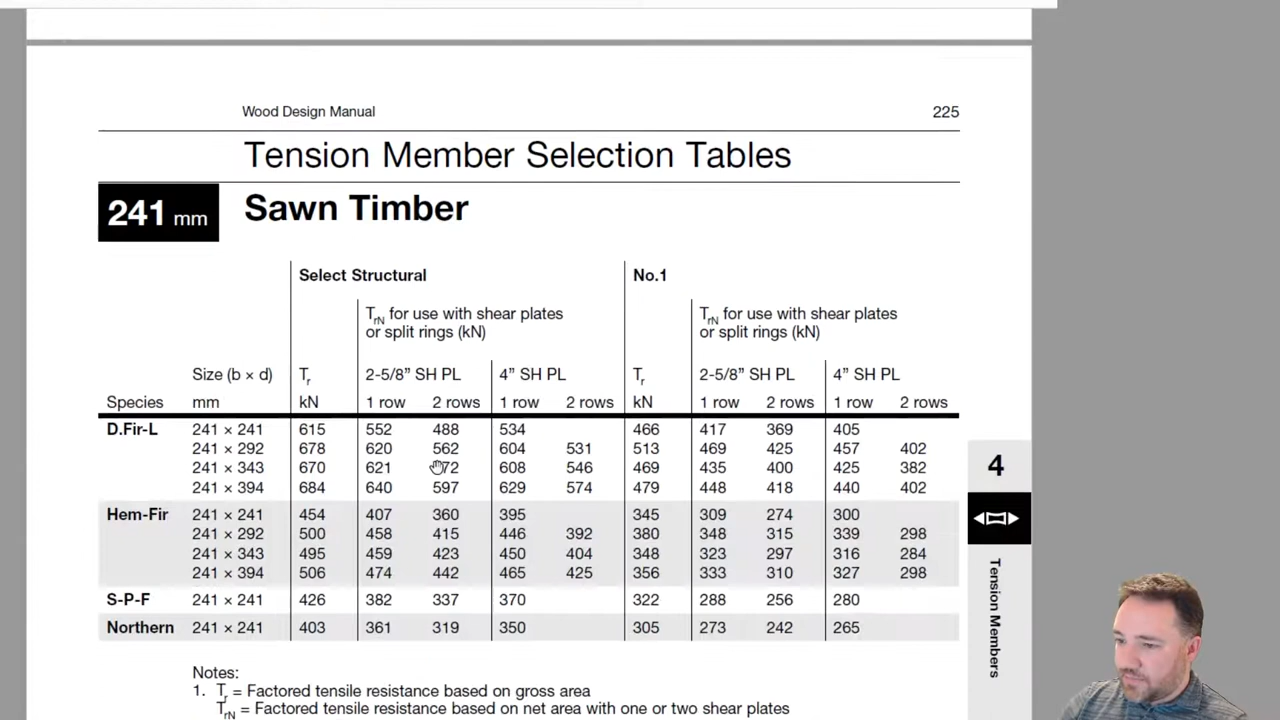 Wood Design Manual 225
Tension Member Selection Tables
241 mm Sawn Timber
Select Structural No.1
TrN for use with shear plates TrN for use with shear plates
or split rings (kN) or split rings (kN)
Size (b × d) Tr 2-5/8” SH PL 4” SH PL Tr 2-5/8” SH PL 4” SH PL
Species mm kN 1 row 2 rows 1 row 2 rows kN 1 row 2 rows 1 row 2 rows
D.Fir-L 241 × 241 615 552 488 534 466 417 369 405
241 × 292 678 620 562 604 531 513 469 425 457 402
241 × 343 670 621 608 546 469 435 400 425 382
241 × 394 684 640 597 629 574 479 448 418 440 402
Hem-Fir 241 × 241 454 407 360 395 345 309 274 300
241 × 292 500 458 415 446 392 380 348 315 339 298
241 × 343 495 459 423 450 404 348 323 297 316 284
241 × 394 506 474 442 465 425 356 333 310 327 298
S-P-F 241 × 241 426 382 337 370 322 288 256 280
Northern 241 × 241 403 361 319 350 305 273 242 265
Notes:
1. Tr = Factored tensile resistance based on gross area
TrN = Factored tensile resistance based on net area with one or two shear plates
4
Tension Members